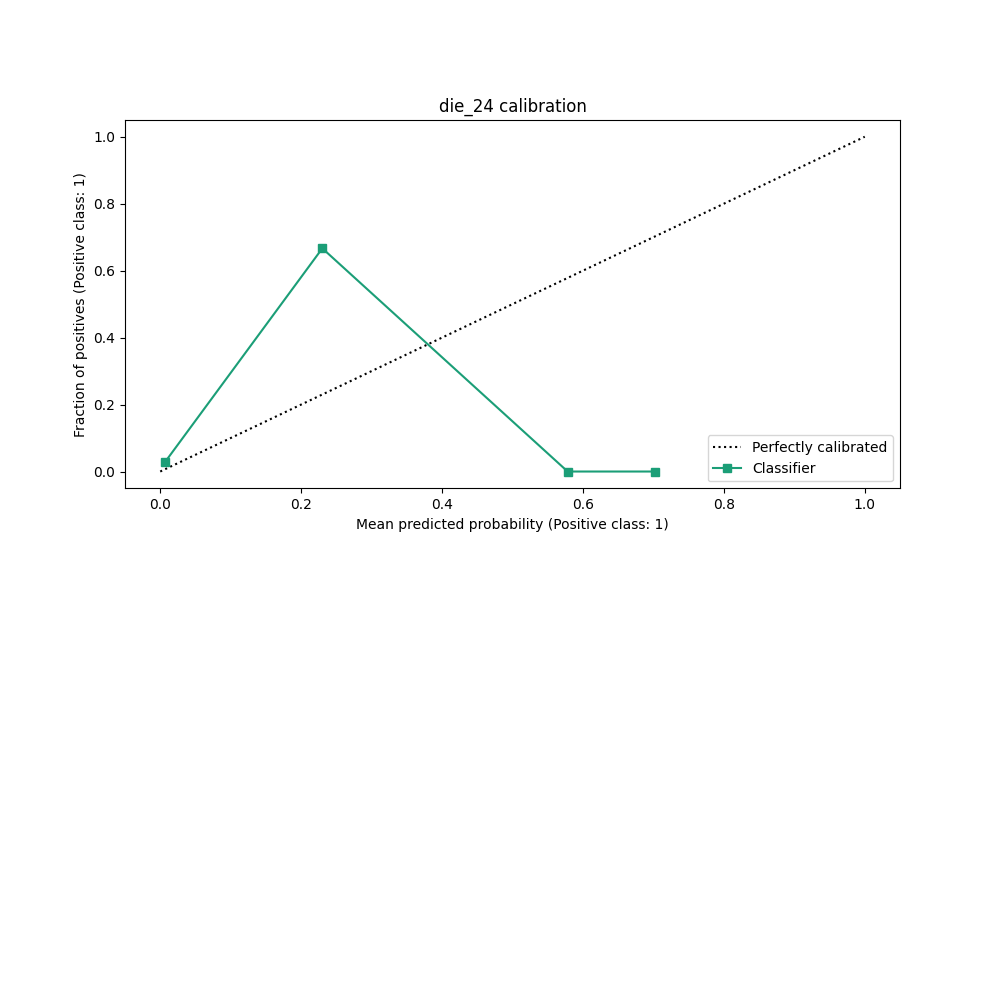 die_24 calibration
Fraction of positives (Positive class: 1)
1.0
0.8
0.6
0.4
0.2
0.0
0.0 0.2 0.4 0.6 0.8 1.0
Mean predicted probability (Positive class: 1)
Perfectly calibrated
Classifier